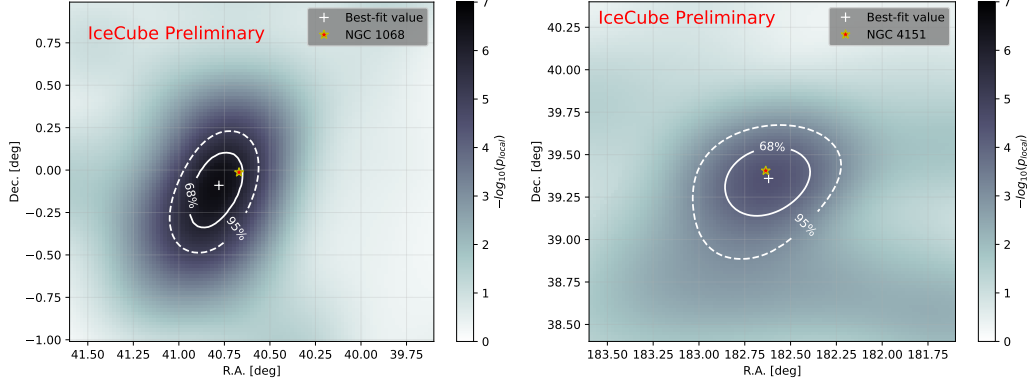 IceCube Preliminary
Best-fit value
NGC 1068
0.75
0.50
0.25
0.00
−0.25
−0.50
−0.75
−1.00
Dec. [deg]
68%
95%
41.50 41.25 41.00 40.75 40.50 40.25 40.00 39.75
R.A. [deg]
7
6
5
4
3
2
1
0
−log10(plocal)
IceCube Preliminary
Best-fit value
NGC 4151
40.25
40.00
39.75
39.50
39.25
39.00
38.75
38.50
Dec. [deg]
68%
95%
183.50 183.25 183.00 182.75 182.50 182.25 182.00 181.75
R.A. [deg]
7
6
5
4
3
2
1
0
−log10(plocal)